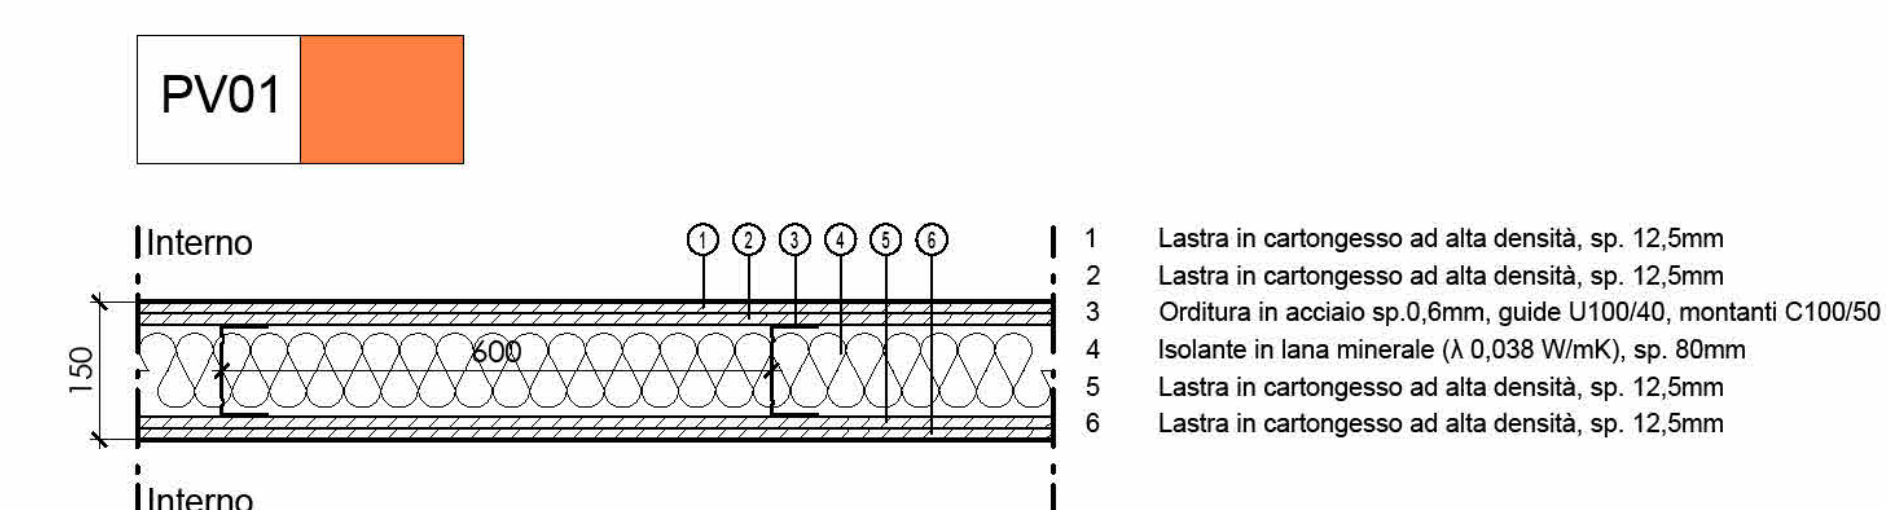 PV01
Interno
1 2 3 4 5 6
600
150
1 Lastra in cartongesso ad alta densità, sp. 12,5mm
2 Lastra in cartongesso ad alta densità, sp. 12,5mm
3 Orditura in acciaio sp.0,6mm, guide U100/40, montanti C100/50
4 Isolante in lana minerale (λ 0,038 W/mK), sp. 80mm
5 Lastra in cartongesso ad alta densità, sp. 12,5mm
6 Lastra in cartongesso ad alta densità, sp. 12,5mm
Interno